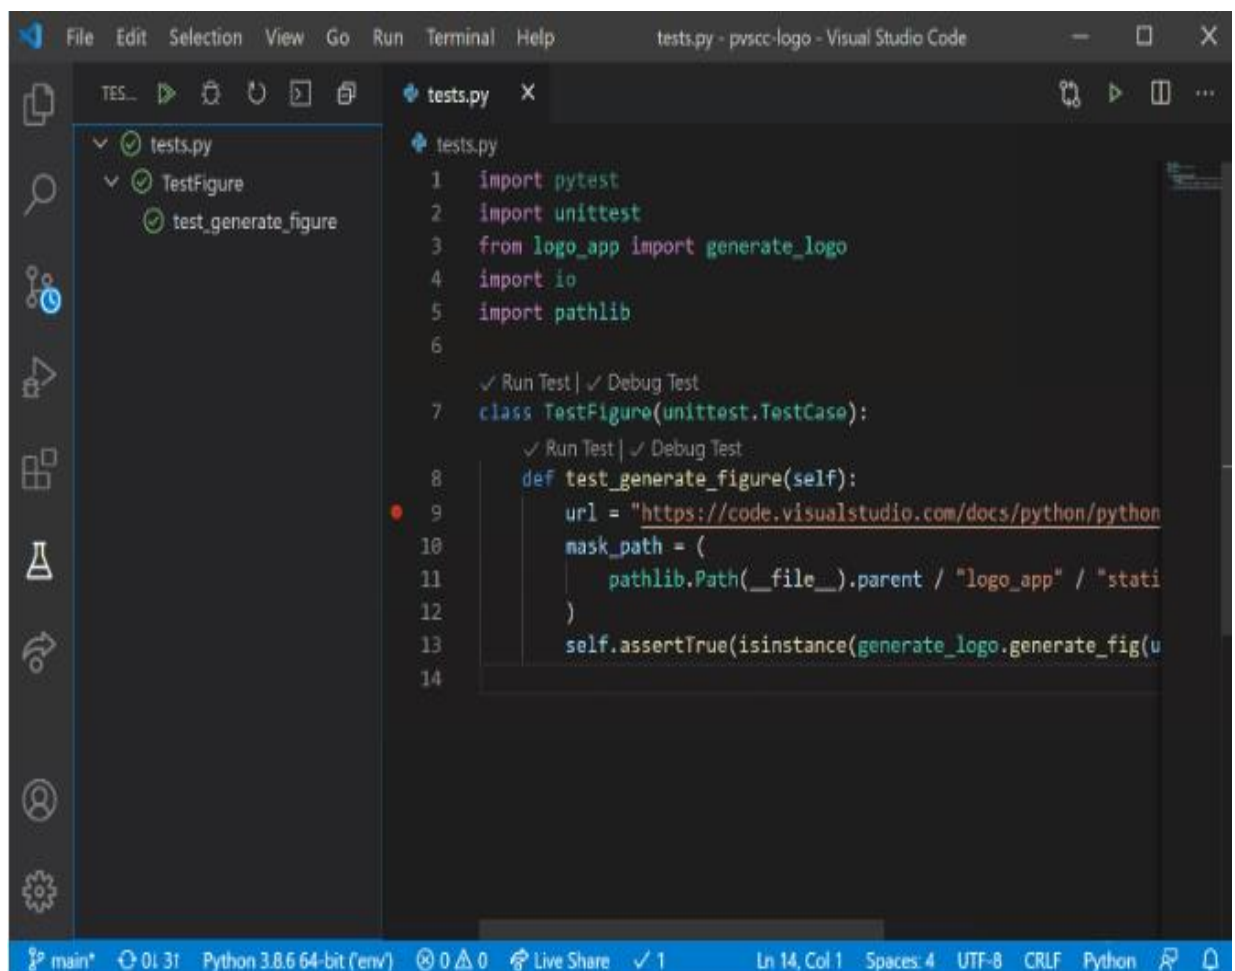 File Edit Selection View Go Run Terminal Help tests.py - pvscc-logo - Visual Studio Code
TES...
tests.py
TestFigure
test_generate_figure
tests.py
tests.py
1 import pytest
2 import unittest
3 from logo_app import generate_logo
4 import io
5 import pathlib
6
Run Test | Debug Test
7 class TestFigure(unittest.TestCase):
Run Test | Debug Test
8 def test_generate_figure(self):
9 url = "https://code.visualstudio.com/docs/python/python
10 mask_path = (
11 pathlib.Path(__file__).parent / "logo_app" / "stati
12 )
13 self.assertTrue(isinstance(generate_logo.generate_fig(u
14
main* 0↓ 3↑ Python 3.8.6 64-bit ('env') 0 0 Live Share 1 Ln 14, Col 1 Spaces: 4 UTF-8 CRLF Python